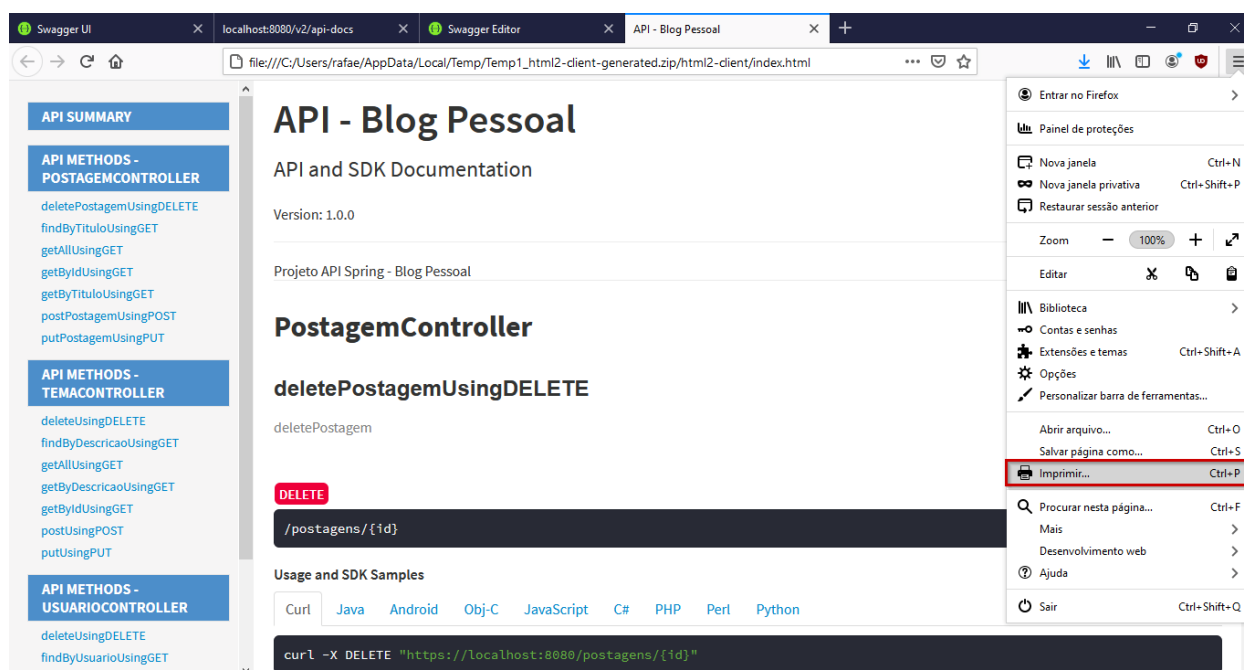 Swagger UI
localhost:8080/v2/api-docs
Swagger Editor
API - Blog Pessoal
file:///C:/Users/rafae/AppData/Local/Temp/Temp1_html2-client-generated.zip/html2-client/index.html
API SUMMARY
API METHODS -
POSTAGEMCONTROLLER
deletePostagemUsingDELETE
findByTituloUsingGET
getAllUsingGET
getByIdUsingGET
getByTituloUsingGET
postPostagemUsingPOST
putPostagemUsingPUT
API METHODS -
TEMACONTROLLER
deleteUsingDELETE
findByDescricaoUsingGET
getAllUsingGET
getByDescricaoUsingGET
getByIdUsingGET
postUsingPOST
putUsingPUT
API METHODS -
USUARIOCONTROLLER
deleteUsingDELETE
findByUsuarioUsingGET
API - Blog Pessoal
API and SDK Documentation
Version: 1.0.0
Projeto API Spring - Blog Pessoal
PostagemController
deletePostagemUsingDELETE
deletePostagem
DELETE
/postagens/{id}
Usage and SDK Samples
Curl Java Android Obj-C JavaScript C# PHP Perl Python
curl -X DELETE "https://localhost:8080/postagens/{id}"
Entrar no Firefox
Painel de proteções
Nova janela Ctrl+N
Nova janela privativa Ctrl+Shift+P
Restaurar sessão anterior
Zoom 100%
Editar
Biblioteca
Contas e senhas
Extensões e temas Ctrl+Shift+A
Opções
Personalizar barra de ferramentas...
Abrir arquivo... Ctrl+O
Salvar página como... Ctrl+S
Imprimir... Ctrl+P
Procurar nesta página... Ctrl+F
Mais
Desenvolvimento web
Ajuda
Sair Ctrl+Shift+Q